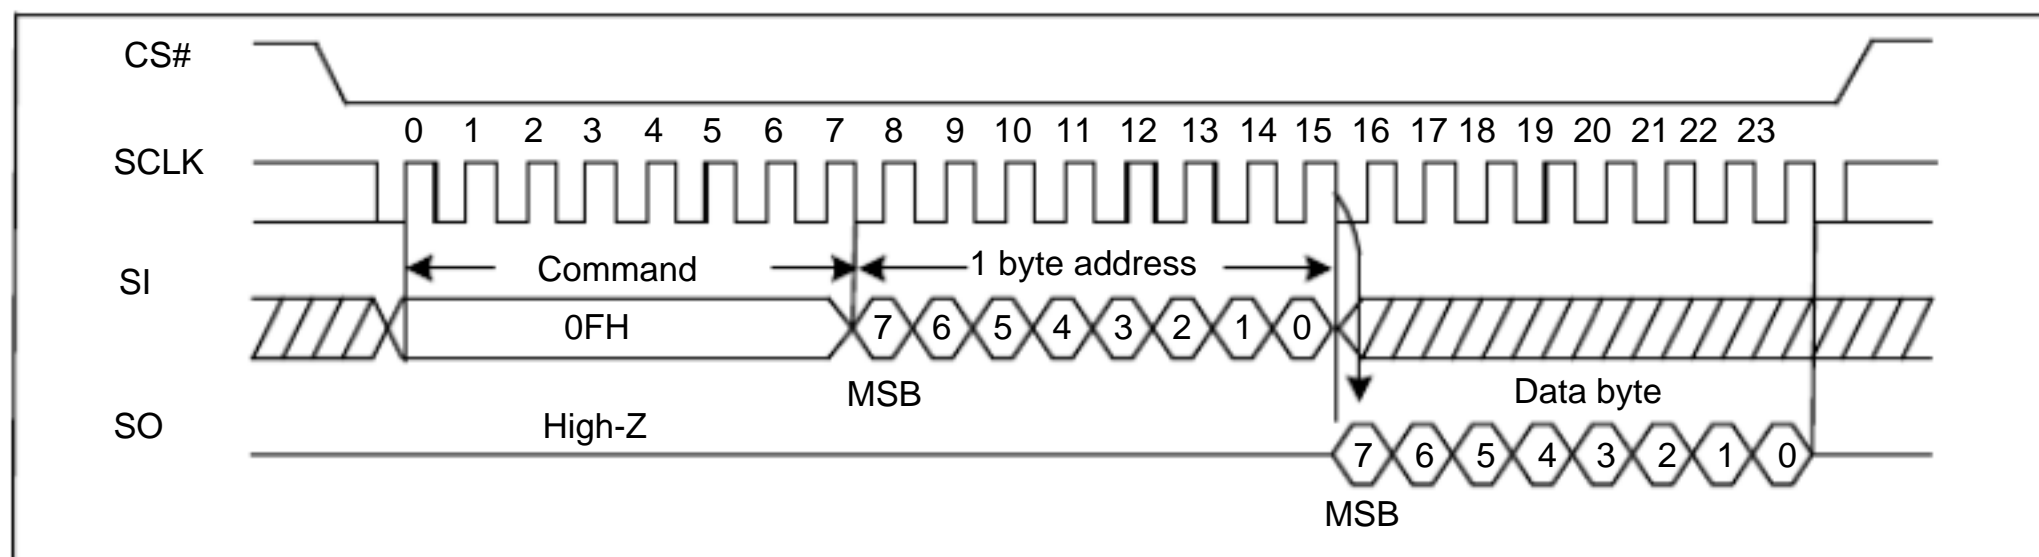 CS#
0 1 2 3 4 5 6 7 8 9 10 11 12 13 14 15 16 17 18 19 20 21 22 23
SCLK
Command 1 byte address
SI
0FH 7 6 5 4 3 2 1 0
MSB Data byte
SO High-Z
7 6 5 4 3 2 1 0
MSB